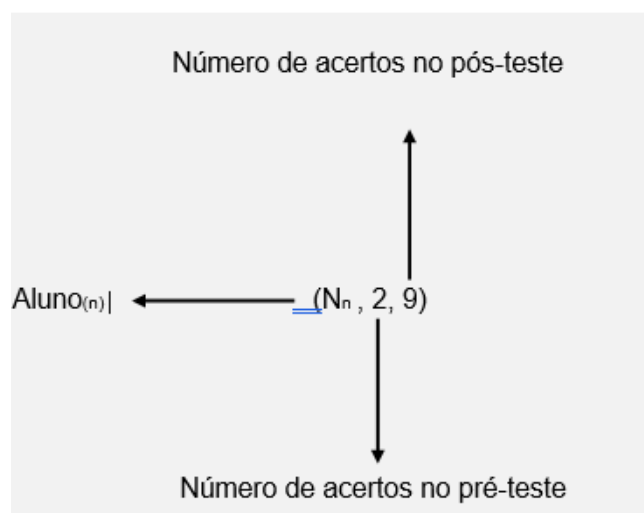 Número de acertos no pós-teste
Aluno₍ₙ₎| (Nₙ , 2, 9)
Número de acertos no pré-teste